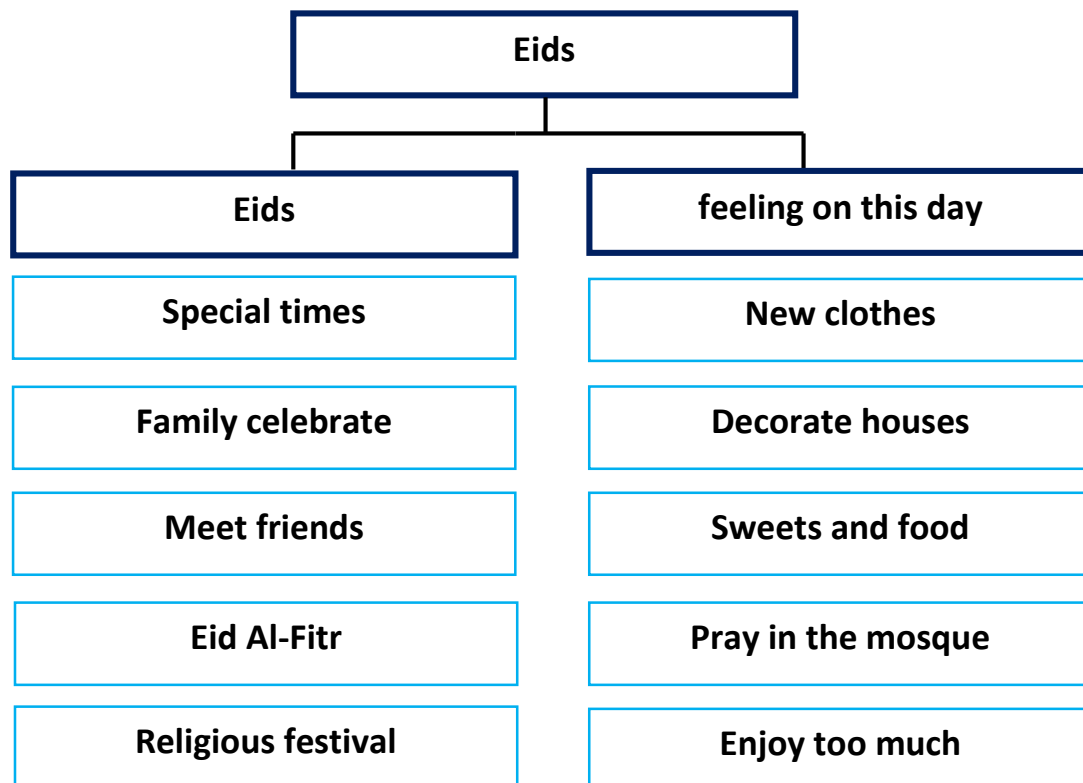 Eids
Eids
feeling on this day
Special times
New clothes
Family celebrate
Decorate houses
Meet friends
Sweets and food
Eid Al-Fitr
Pray in the mosque
Religious festival
Enjoy too much